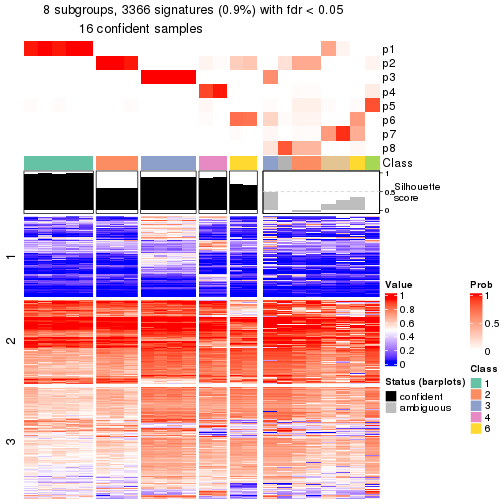 8 subgroups, 3366 signatures (0.9%) with fdr < 0.05
16 confident samples
p1
p2
p3
p4
p5
p6
p7
p8
Class
1
0.5
0
Silhouette
score
1
2
3
Value
1
0.8
0.6
0.4
0.2
0
Prob
1
0.5
0
Status (barplots)
confident
ambiguous
Class
1
2
3
4
6